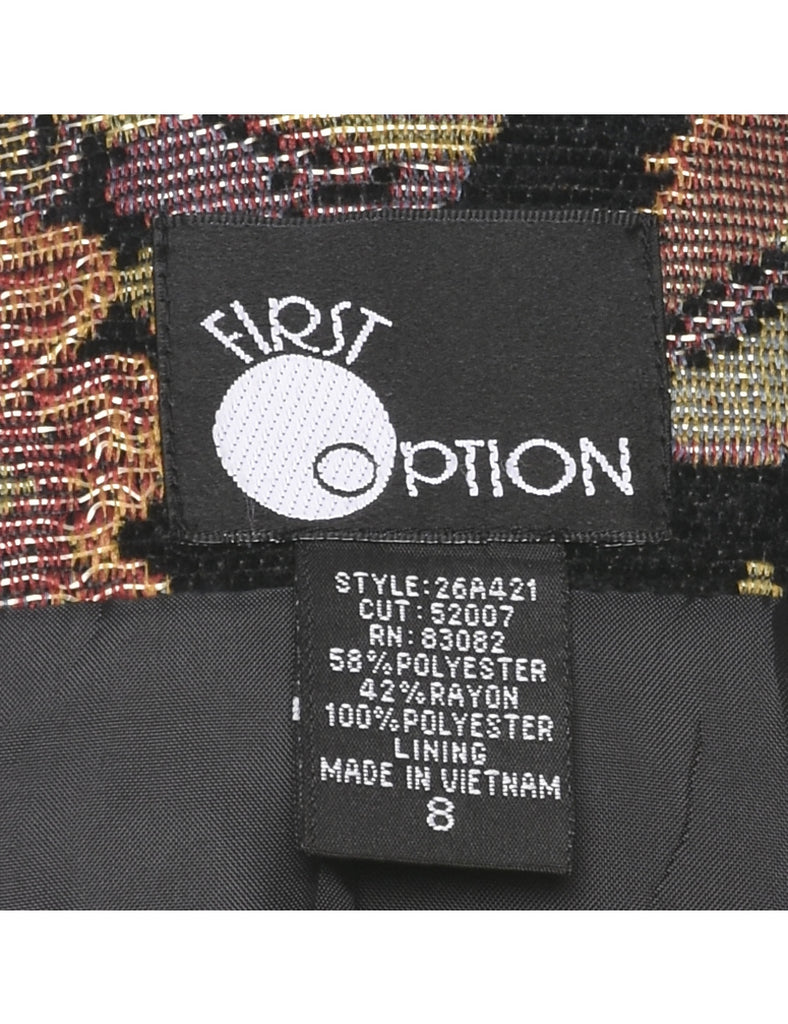 FIRST
OPTION
STYLE:26A421
CUT:52007
RN:83082
58%POLYESTER
42%RAYON
100%POLYESTER
LINING
MADE IN VIETNAM
8